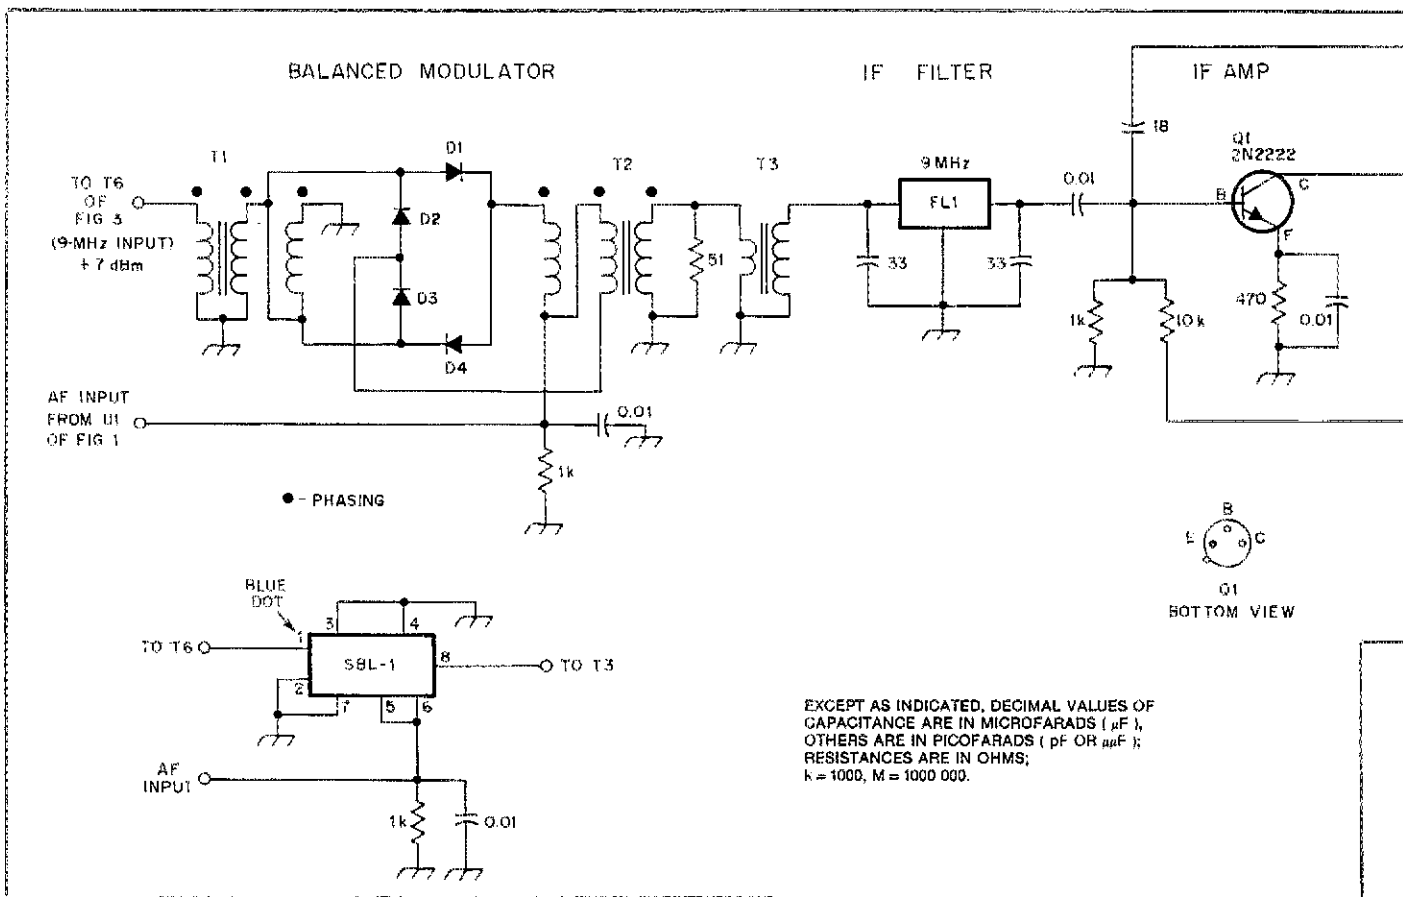 BALANCED MODULATOR
IF FILTER
IF AMP
T1
D1
T2
T3
9 MHz
18
Q1
2N2222
TO T6
OF
FIG 3
(9-MHz INPUT)
+7 dBm
D2
D3
D4
51
FL1
33
33
0.01
B
C
E
1k
10k
470
0.01
AF INPUT
FROM U1
OF FIG 1
0.01
1k
● - PHASING
BLUE
DOT
1
3
4
TO T6
SBL-1
8
TO T3
2
7
5
6
AF
INPUT
1k
0.01
B
E
C
Q1
BOTTOM VIEW
EXCEPT AS INDICATED, DECIMAL VALUES OF
CAPACITANCE ARE IN MICROFARADS ( µF ),
OTHERS ARE IN PICOFARADS ( pF OR µµF );
RESISTANCES ARE IN OHMS;
k = 1000, M = 1000 000.